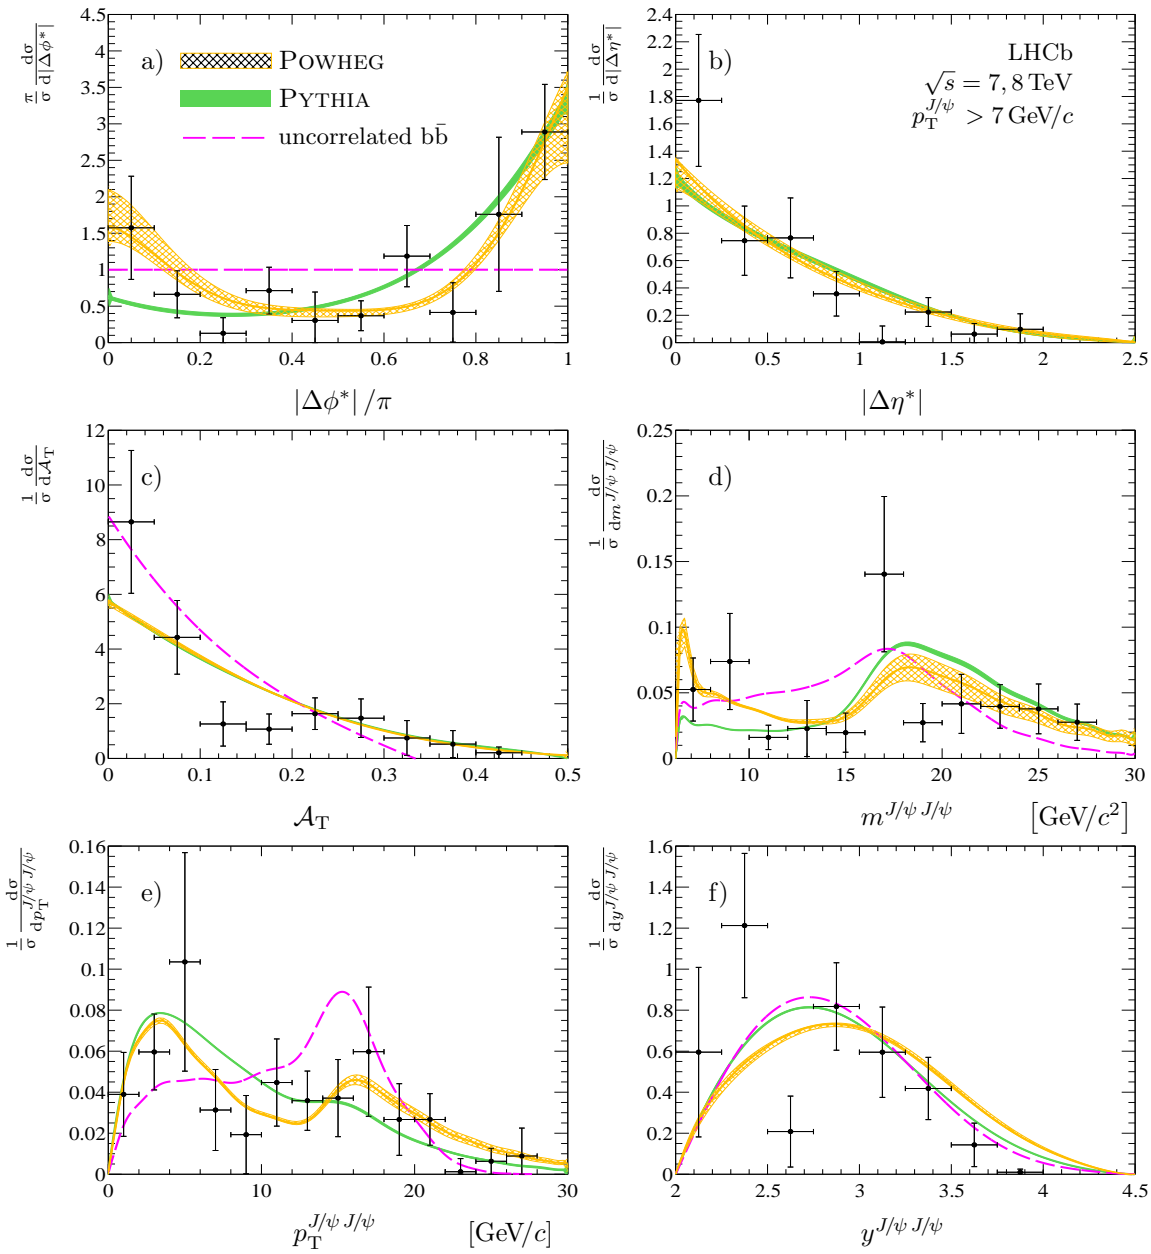 π/σ dσ/d|Δϕ*|
4.5
4
3.5
3
2.5
2
1.5
1
0.5
0
a)
POWHEG
PYTHIA
uncorrelated bb̄
0 0.2 0.4 0.6 0.8 1
|Δϕ*|/π
1/σ dσ/d|Δη*|
2.4
2.2
2
1.8
1.6
1.4
1.2
1
0.8
0.6
0.4
0.2
0
b)
LHCb
√s = 7, 8 TeV
p_T^{J/ψ} > 7 GeV/c
0 0.5 1 1.5 2 2.5
|Δη*|
1/σ dσ/dA_T
12
10
8
6
4
2
0
c)
0 0.1 0.2 0.3 0.4 0.5
A_T
1/σ dσ/dm^{J/ψ J/ψ}
0.25
0.2
0.15
0.1
0.05
0
d)
10 15 20 25 30
m^{J/ψ J/ψ} [GeV/c²]
1/σ dσ/dp_T^{J/ψ J/ψ}
0.16
0.14
0.12
0.1
0.08
0.06
0.04
0.02
0
e)
0 10 20 30
p_T^{J/ψ J/ψ} [GeV/c]
1/σ dσ/dy^{J/ψ J/ψ}
1.6
1.4
1.2
1
0.8
0.6
0.4
0.2
0
f)
2 2.5 3 3.5 4 4.5
y^{J/ψ J/ψ}